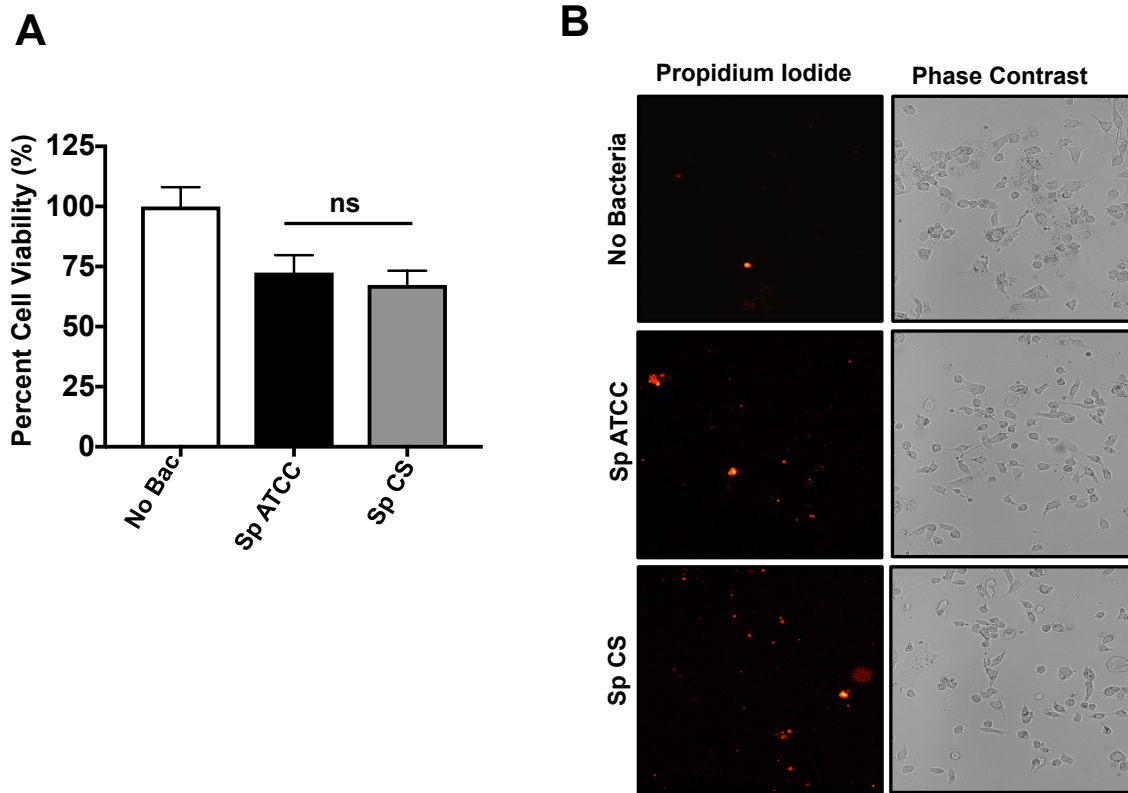 A
Percent Cell Viability (%)
125
100
75
50
25
0
ns
No Bac
Sp ATCC
Sp CS
B
Propidium Iodide
Phase Contrast
No Bacteria
Sp ATCC
Sp CS